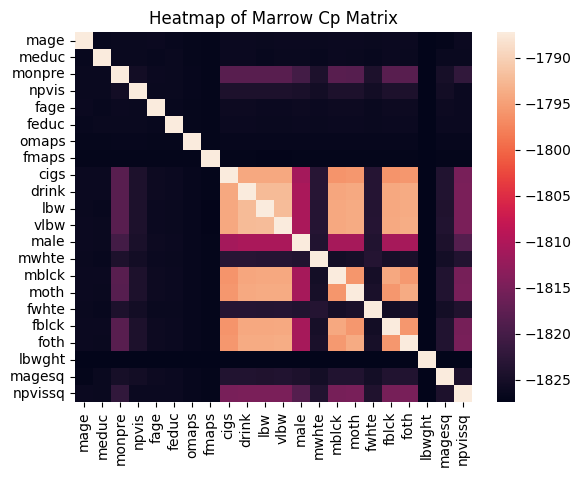 Heatmap of Marrow Cp Matrix
mage
meduc
monpre
npvis
fage
feduc
omaps
fmaps
cigs
drink
lbw
vlbw
male
mwhte
mblck
moth
fwhte
fblck
foth
lbwght
magesq
npvissq
mage
meduc
monpre
npvis
fage
feduc
omaps
fmaps
cigs
drink
lbw
vlbw
male
mwhte
mblck
moth
fwhte
fblck
foth
lbwght
magesq
npvissq
−1790
−1795
−1800
−1805
−1810
−1815
−1820
−1825